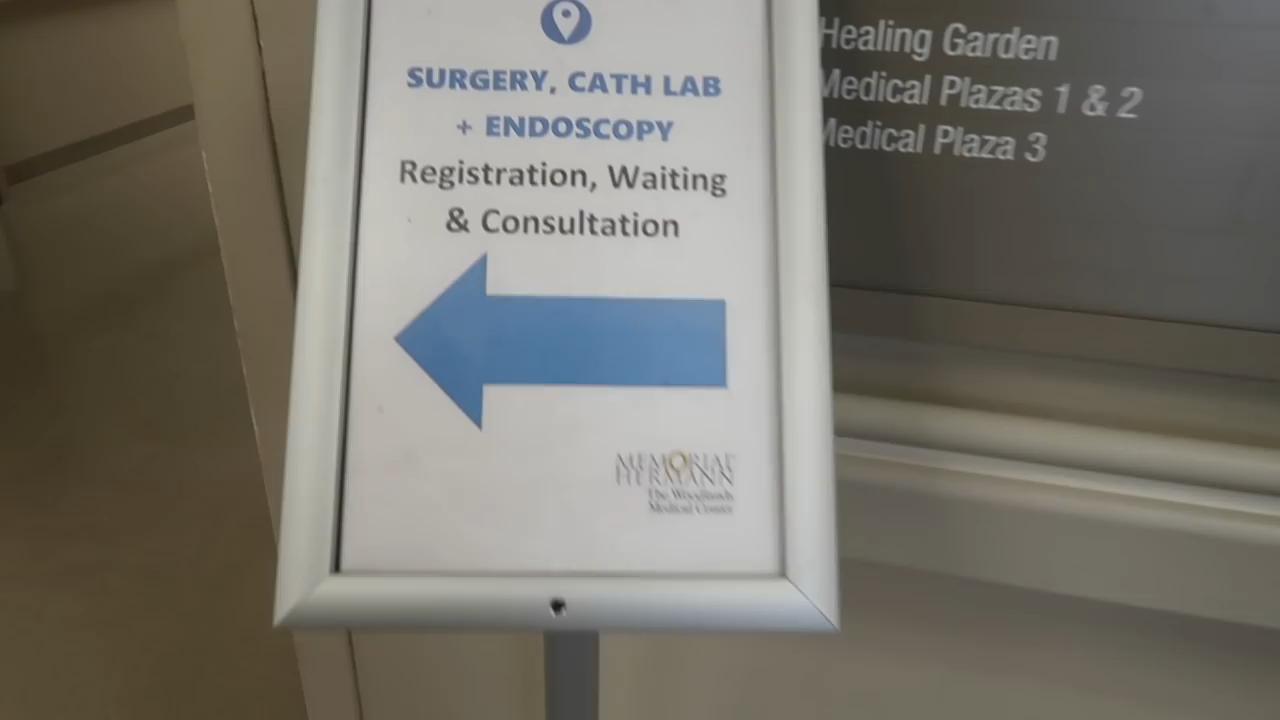 SURGERY, CATH LAB
+ ENDOSCOPY
Registration, Waiting
& Consultation
MEMORIAL
HERMANN
The Woodlands
Medical Center
Healing Garden
Medical Plazas 1 & 2
Medical Plaza 3